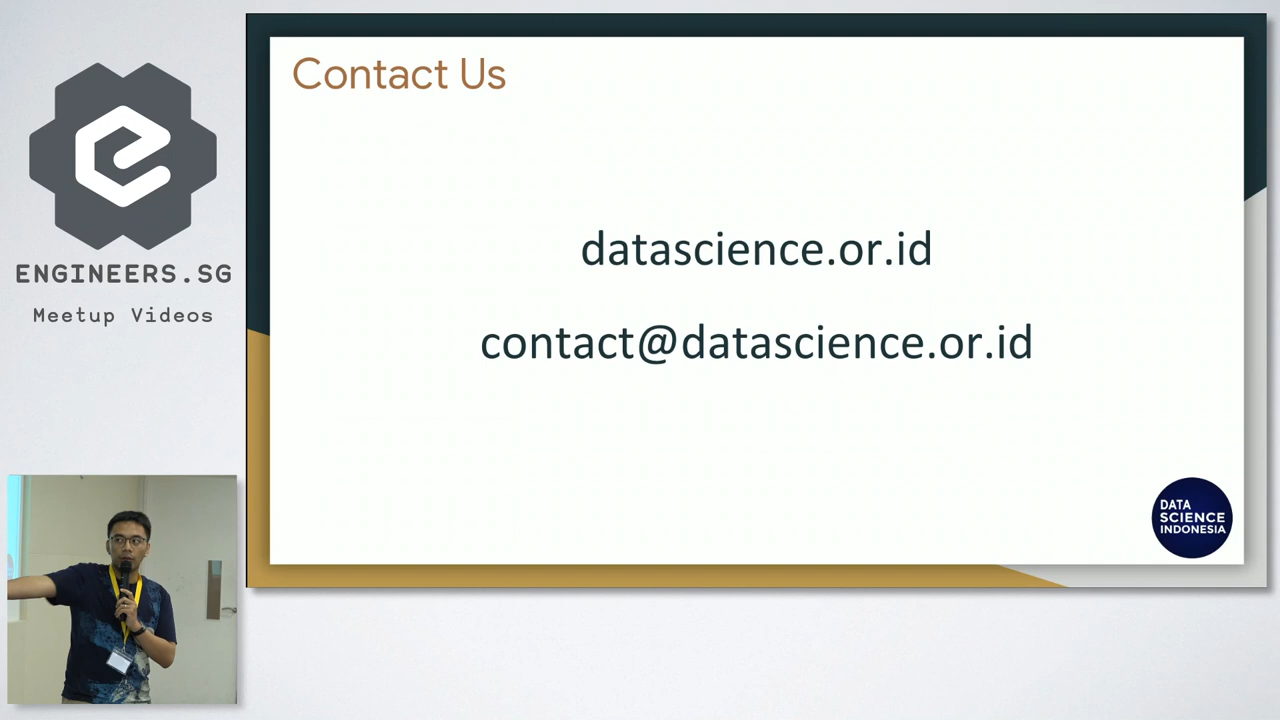 ENGINEERS.SG
Meetup Videos
Contact Us
datascience.or.id
contact@datascience.or.id
DATA
SCIENCE
INDONESIA